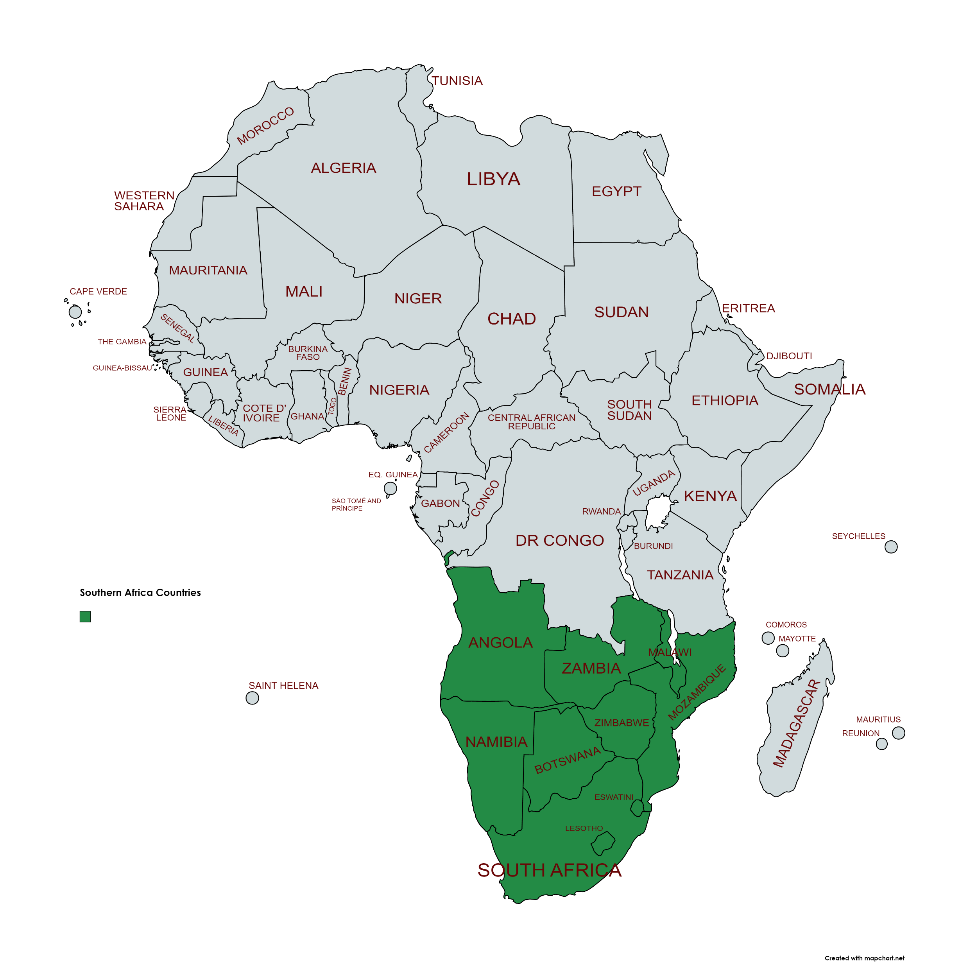 TUNISIA
MOROCCO
ALGERIA
LIBYA
EGYPT
WESTERN
SAHARA
MAURITANIA
MALI
NIGER
CHAD
SUDAN
ERITREA
CAPE VERDE
SENEGAL
THE GAMBIA
GUINEA-BISSAU
GUINEA
BURKINA
FASO
BENIN
TOGO
NIGERIA
DJIBOUTI
SOMALIA
ETHIOPIA
SOUTH
SUDAN
SIERRA
LEONE
LIBERIA
COTE D'
IVOIRE
GHANA
CAMEROON
CENTRAL AFRICAN
REPUBLIC
EQ. GUINEA
SAO TOMÉ AND
PRÍNCIPE
GABON
CONGO
UGANDA
KENYA
RWANDA
DR CONGO
BURUNDI
TANZANIA
SEYCHELLES
Southern Africa Countries
COMOROS
MAYOTTE
ANGOLA
ZAMBIA
MALAWI
MOZAMBIQUE
SAINT HELENA
MADAGASCAR
MAURITIUS
REUNION
NAMIBIA
BOTSWANA
ZIMBABWE
ESWATINI
LESOTHO
SOUTH AFRICA
Created with mapchart.net